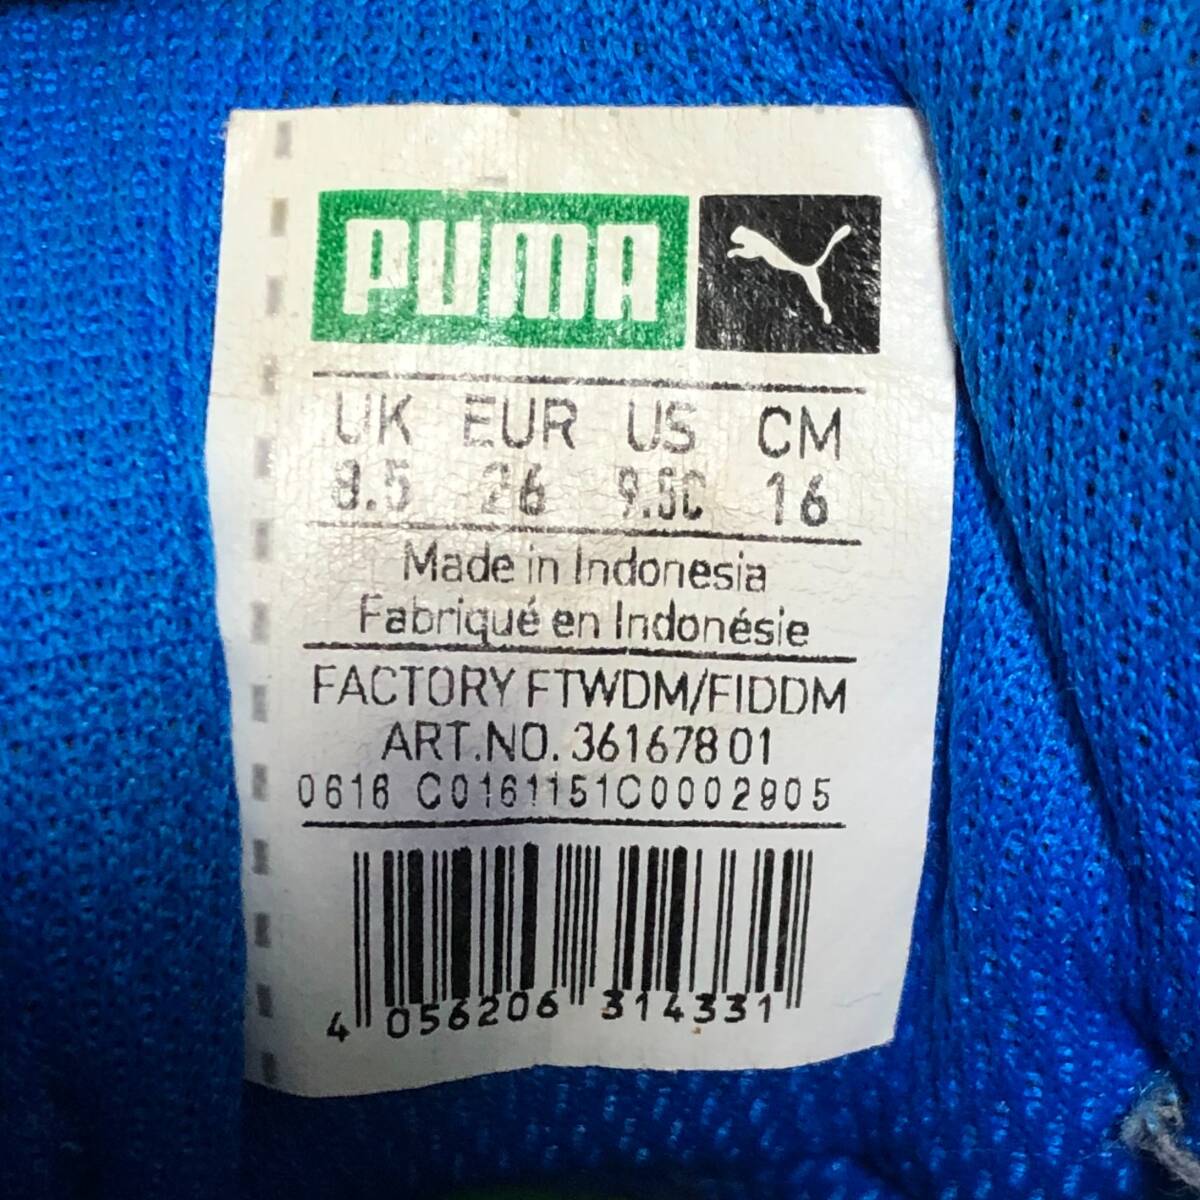 PUMA
UK EUR US CM
8.5 26 9.5C 16
Made in Indonesia
Fabriqué en Indonésie
FACTORY FTWDM/FIDDM
ART.NO. 361678 01
0616 C0161151C0002905
4 056206 314331